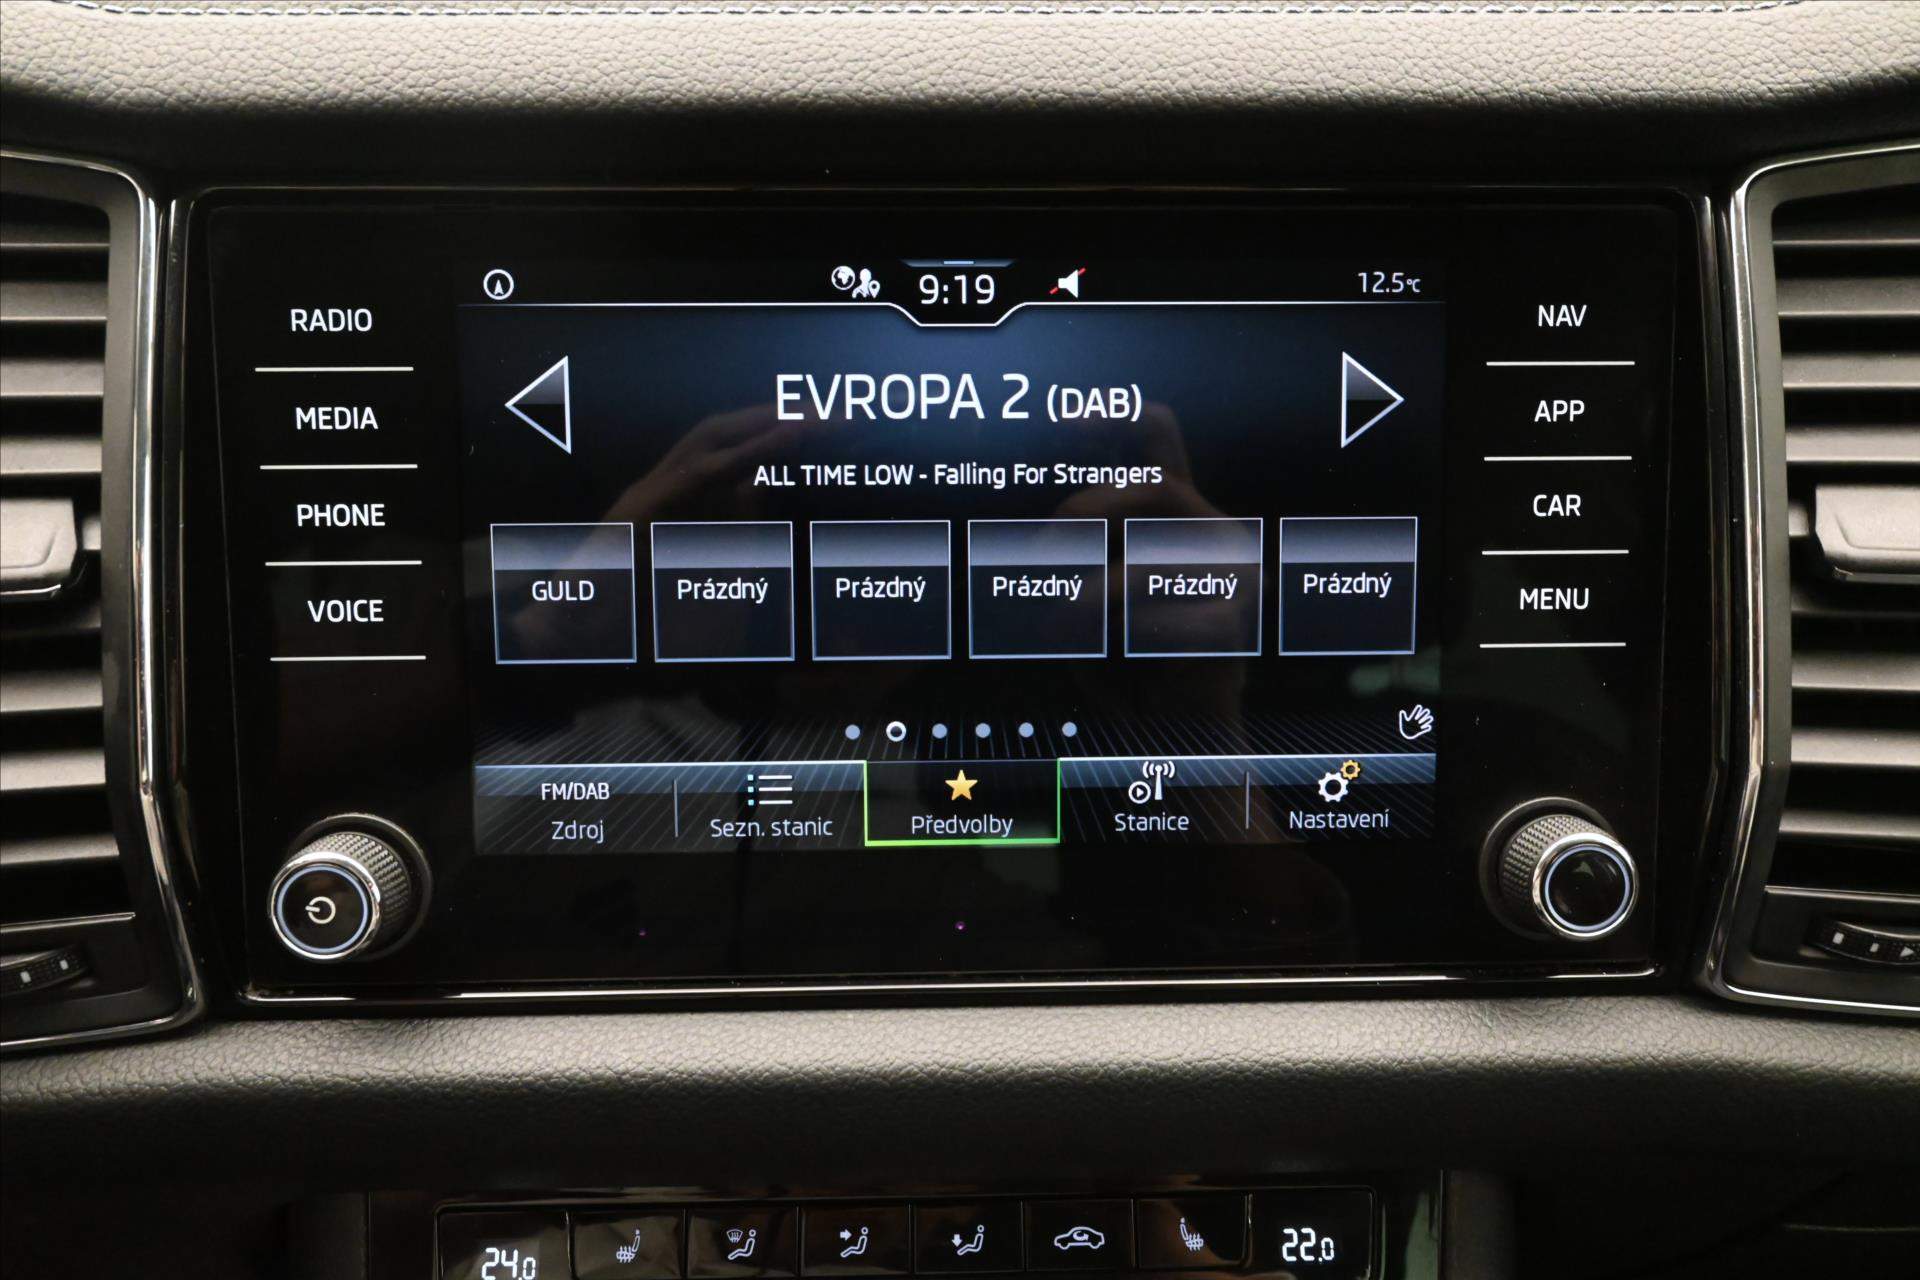 9:19
12.5°C
RADIO
MEDIA
PHONE
VOICE
EVROPA 2 (DAB)
ALL TIME LOW - Falling For Strangers
GULD
Prázdný
Prázdný
Prázdný
Prázdný
Prázdný
FM/DAB
Zdroj
Sezn. stanic
Předvolby
Stanice
Nastavení
NAV
APP
CAR
MENU
24.0
22.0